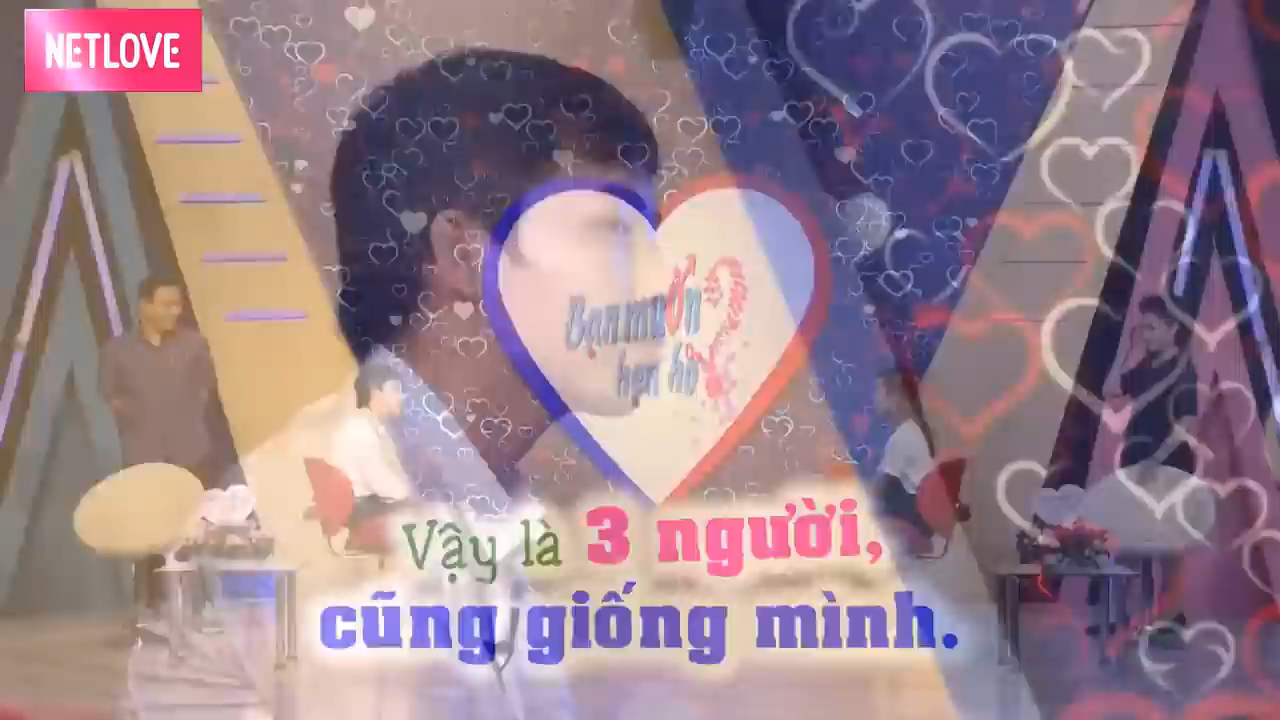 NETLOVE
Bạn muốn
hẹn hò
Vậy là 3 người,
cũng giống mình.